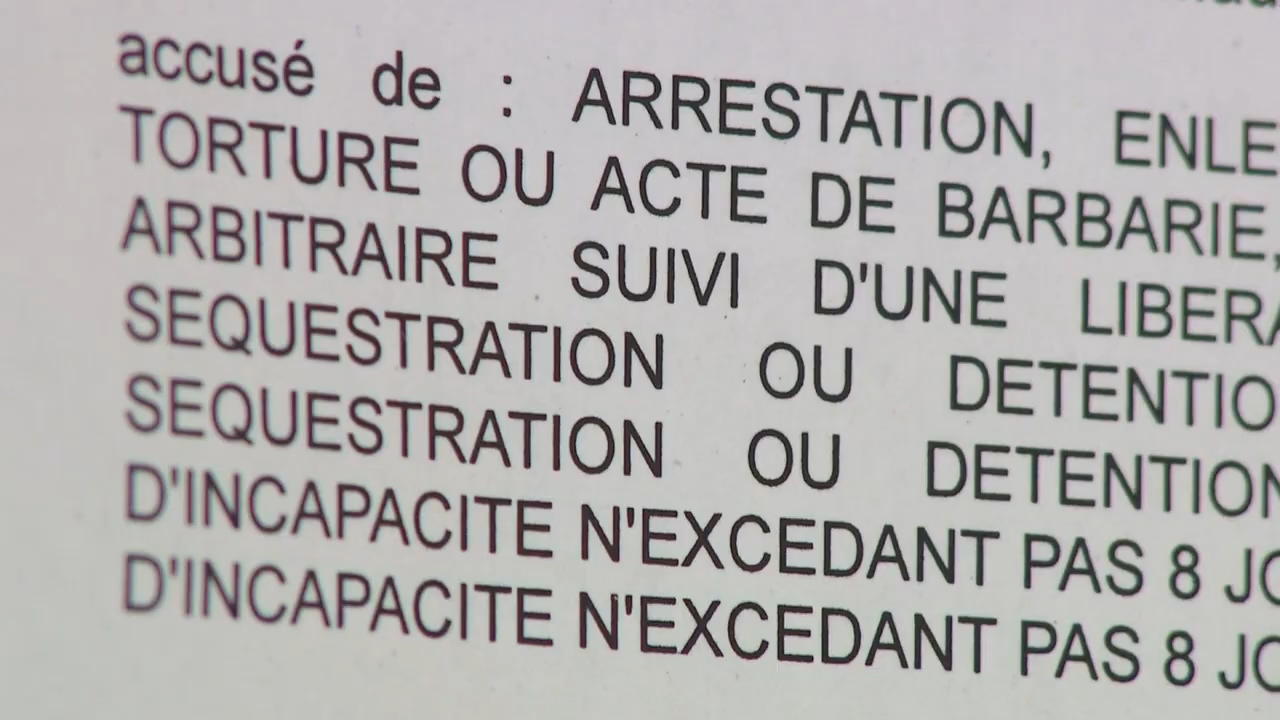 accusé de : ARRESTATION, ENLE
TORTURE OU ACTE DE BARBARIE,
ARBITRAIRE SUIVI D'UNE LIBERA
SEQUESTRATION OU DETENTIO
SEQUESTRATION OU DETENTION
D'INCAPACITE N'EXCEDANT PAS 8 JO
D'INCAPACITE N'EXCEDANT PAS 8 JO